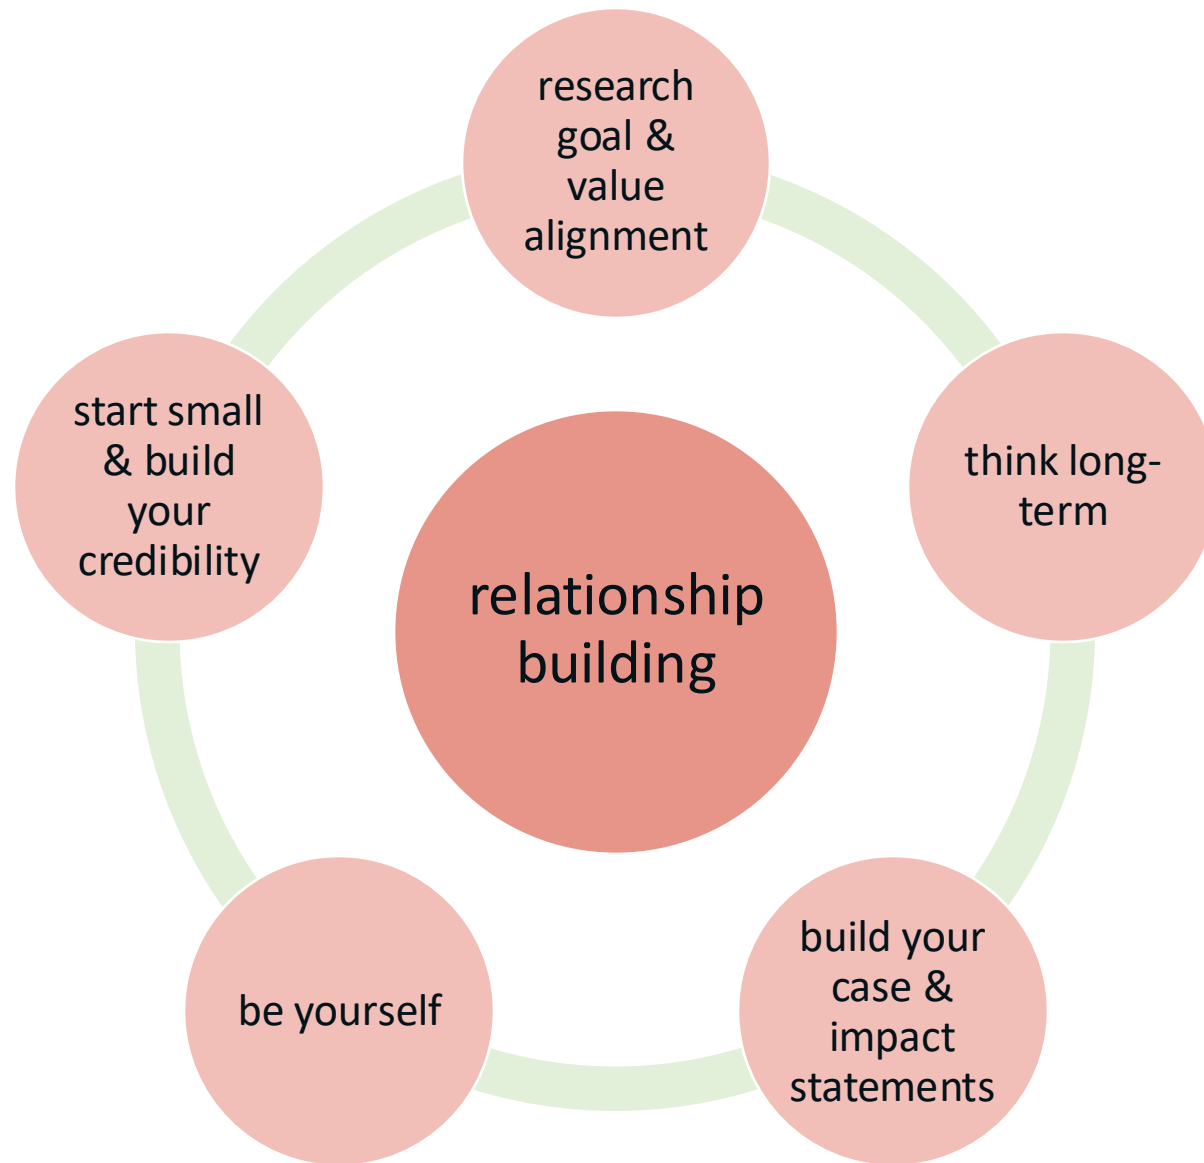 research
goal &
value
alignment
think long-
term
build your
case &
impact
statements
be yourself
start small
& build
your
credibility
relationship
building